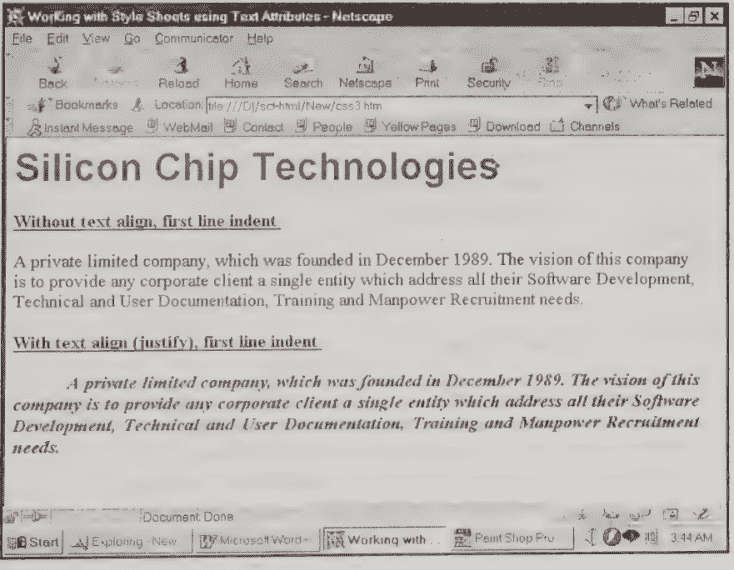 Working with Style Sheets using Text Attributes - Netscape
File Edit View Go Communicator Help
Back Reload Home Search Netscape Print Security Stop
Bookmarks Location: file:///D|/sct-html/New/css3.htm What's Related
Instant Message WebMail Contact People Yellow Pages Download Channels
Silicon Chip Technologies
Without text align, first line indent
A private limited company, which was founded in December 1989. The vision of this company
is to provide any corporate client a single entity which address all their Software Development,
Technical and User Documentation, Training and Manpower Recruitment needs.
With text align (justify), first line indent
A private limited company, which was founded in December 1989. The vision of this
company is to provide any corporate client a single entity which address all their Software
Development, Technical and User Documentation, Training and Manpower Recruitment
needs.
Document: Done
Start Exploring - New Microsoft Word - Working with ... Paint Shop Pro 3:44 AM